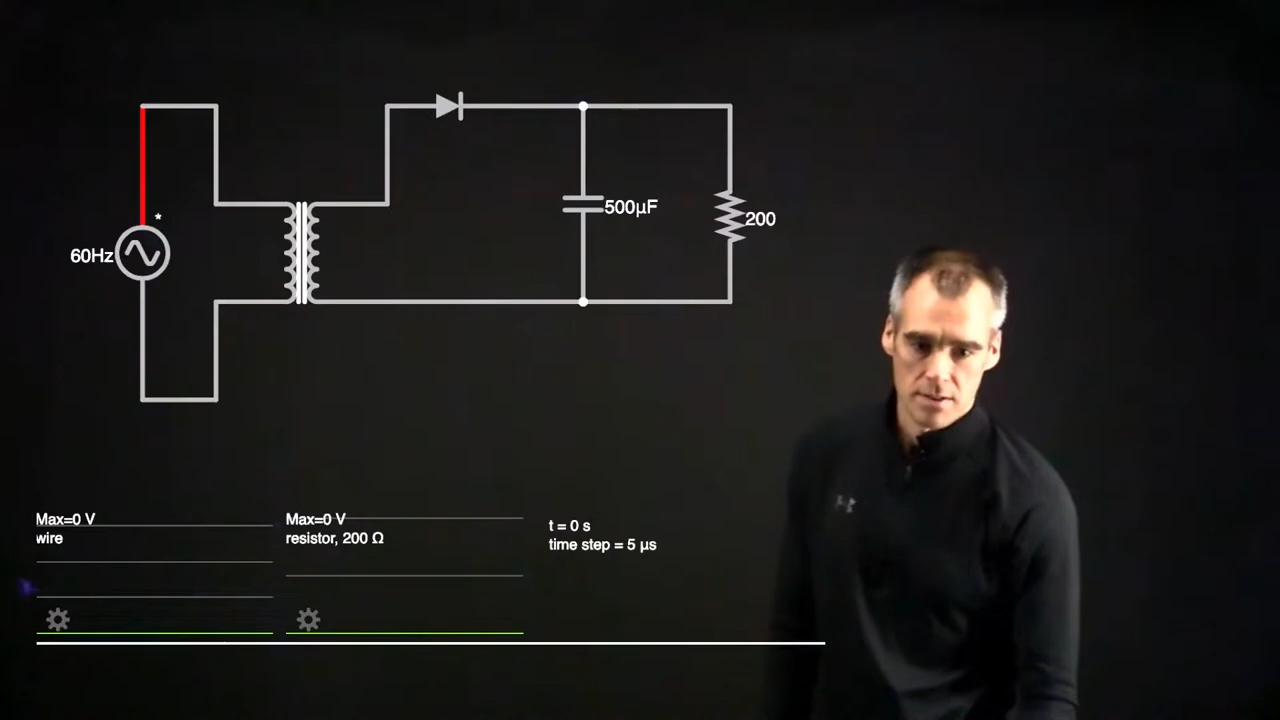 500µF
200
*
60Hz
Max=0 V
wire
Max=0 V
resistor, 200 Ω
t = 0 s
time step = 5 µs